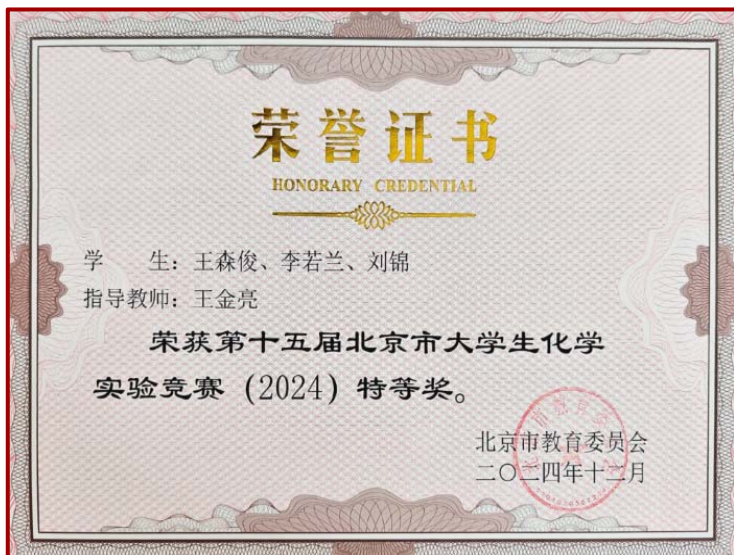 荣誉证书
HONORARY CREDENTIAL
学　　生：王森俊、李若兰、刘锦
指导教师：王金亮
荣获第十五届北京市大学生化学
实验竞赛（2024）特等奖。
北京市教育委员会
二〇二四年十二月